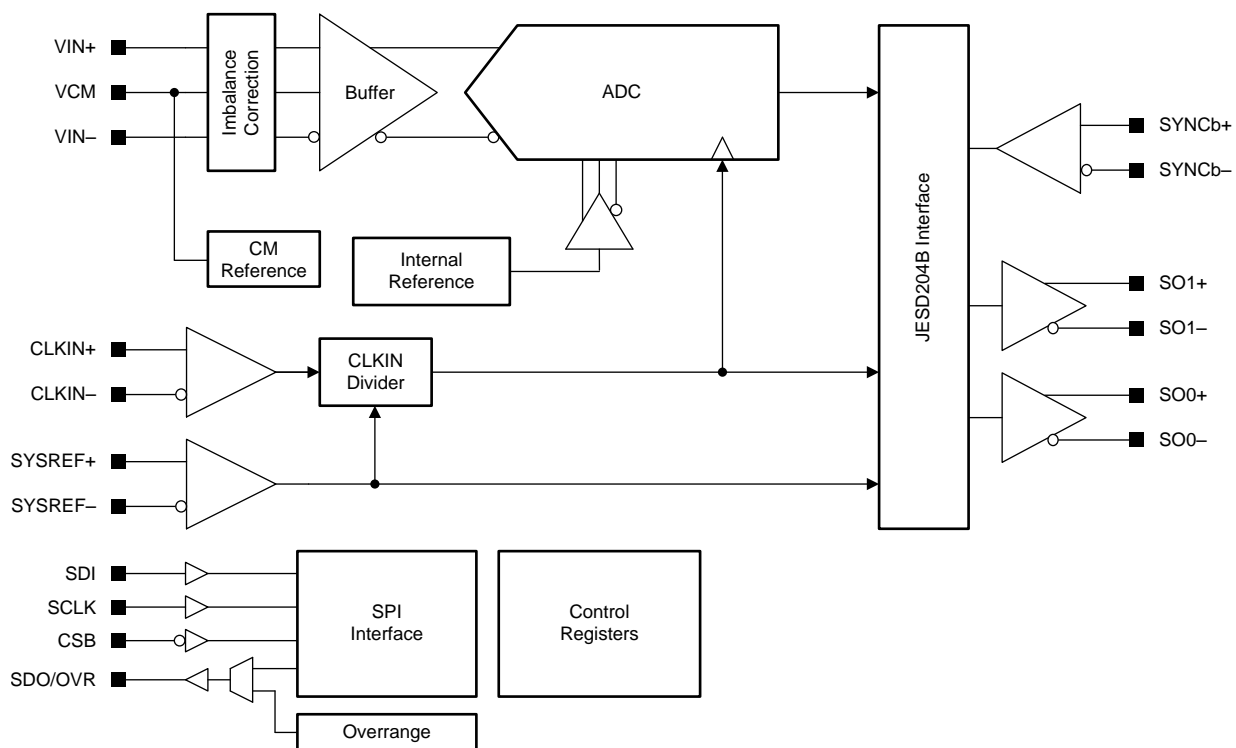 VIN+
VCM
VIN–
Imbalance
Correction
Buffer
ADC
CM
Reference
Internal
Reference
JESD204B Interface
SYNCb+
SYNCb–
SO1+
SO1–
SO0+
SO0–
CLKIN+
CLKIN–
CLKIN
Divider
SYSREF+
SYSREF–
SDI
SCLK
CSB
SDO/OVR
SPI
Interface
Control
Registers
Overrange